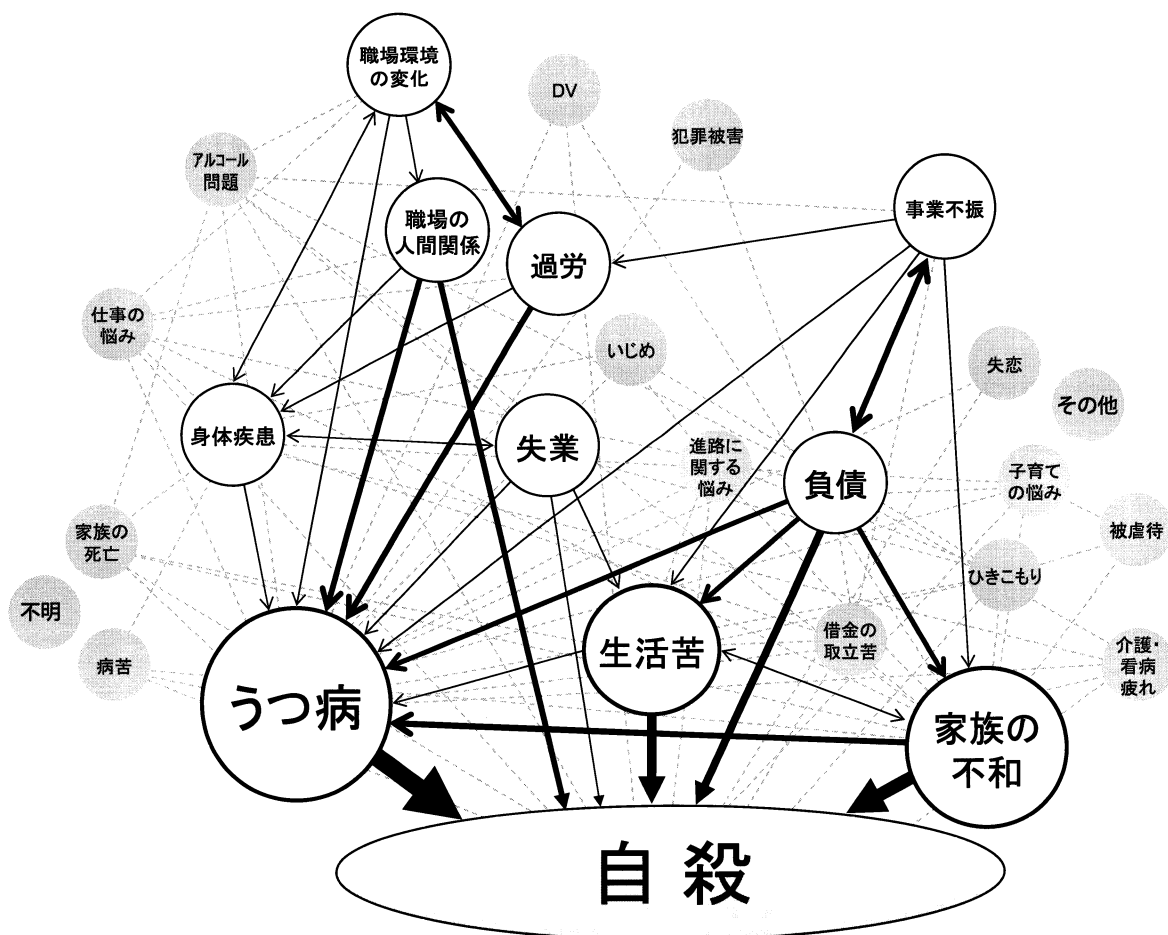 職場環境
の変化
DV
犯罪被害
アルコール
問題
職場の
人間関係
過労
事業不振
仕事の
悩み
いじめ
失恋
その他
身体疾患
失業
進路に
関する
悩み
負債
子育て
の悩み
被虐待
家族の
死亡
ひきこもり
不明
病苦
うつ病
生活苦
借金の
取立苦
介護・
看病
疲れ
家族の
不和
自殺